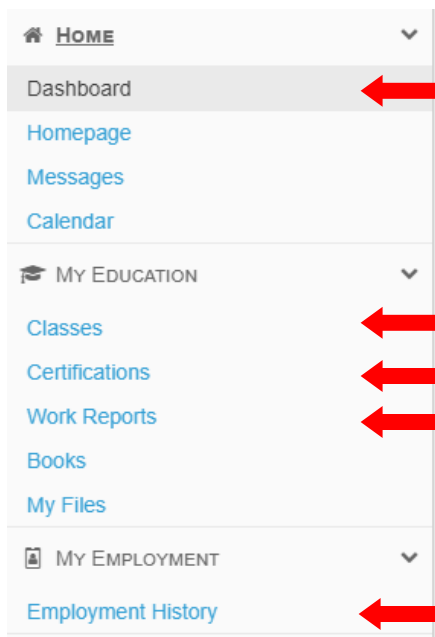 HOME
Dashboard
Homepage
Messages
Calendar
MY EDUCATION
Classes
Certifications
Work Reports
Books
My Files
MY EMPLOYMENT
Employment History